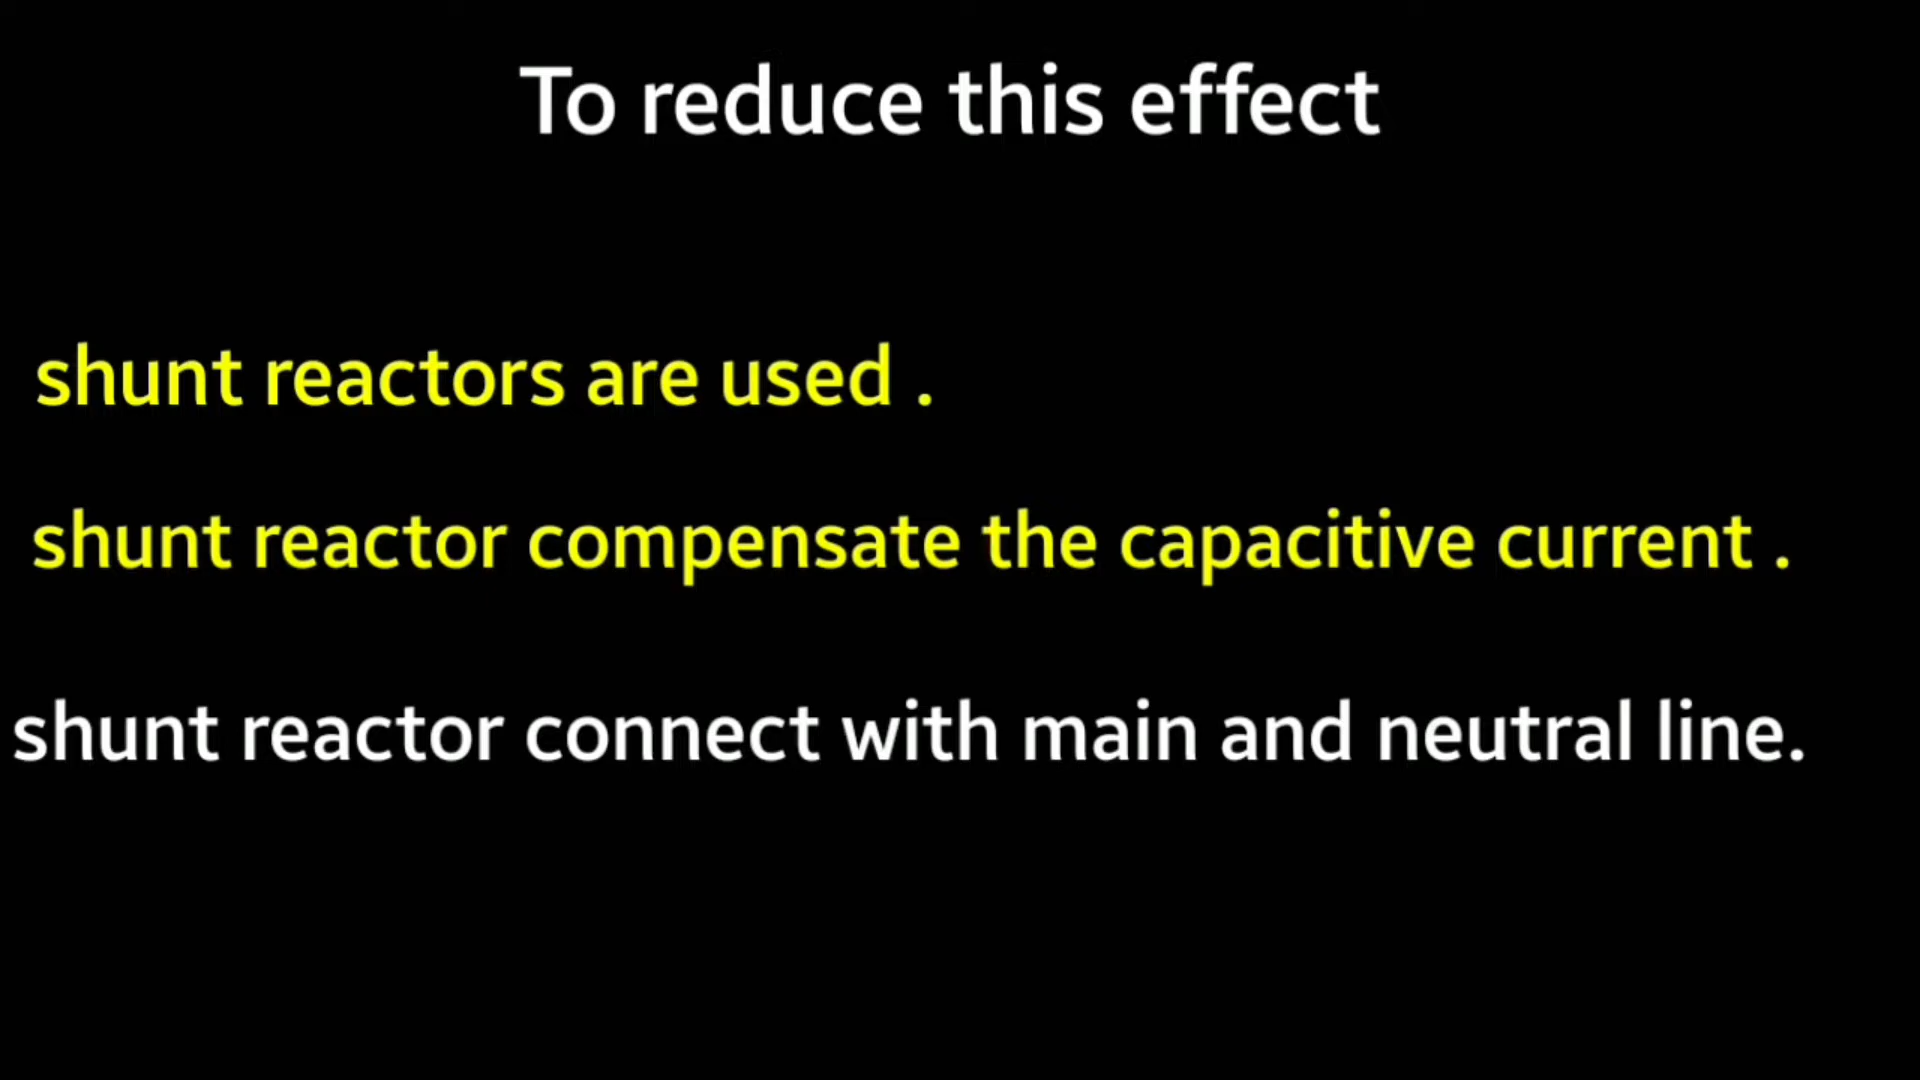 To reduce this effect
shunt reactors are used .
shunt reactor compensate the capacitive current .
shunt reactor connect with main and neutral line.